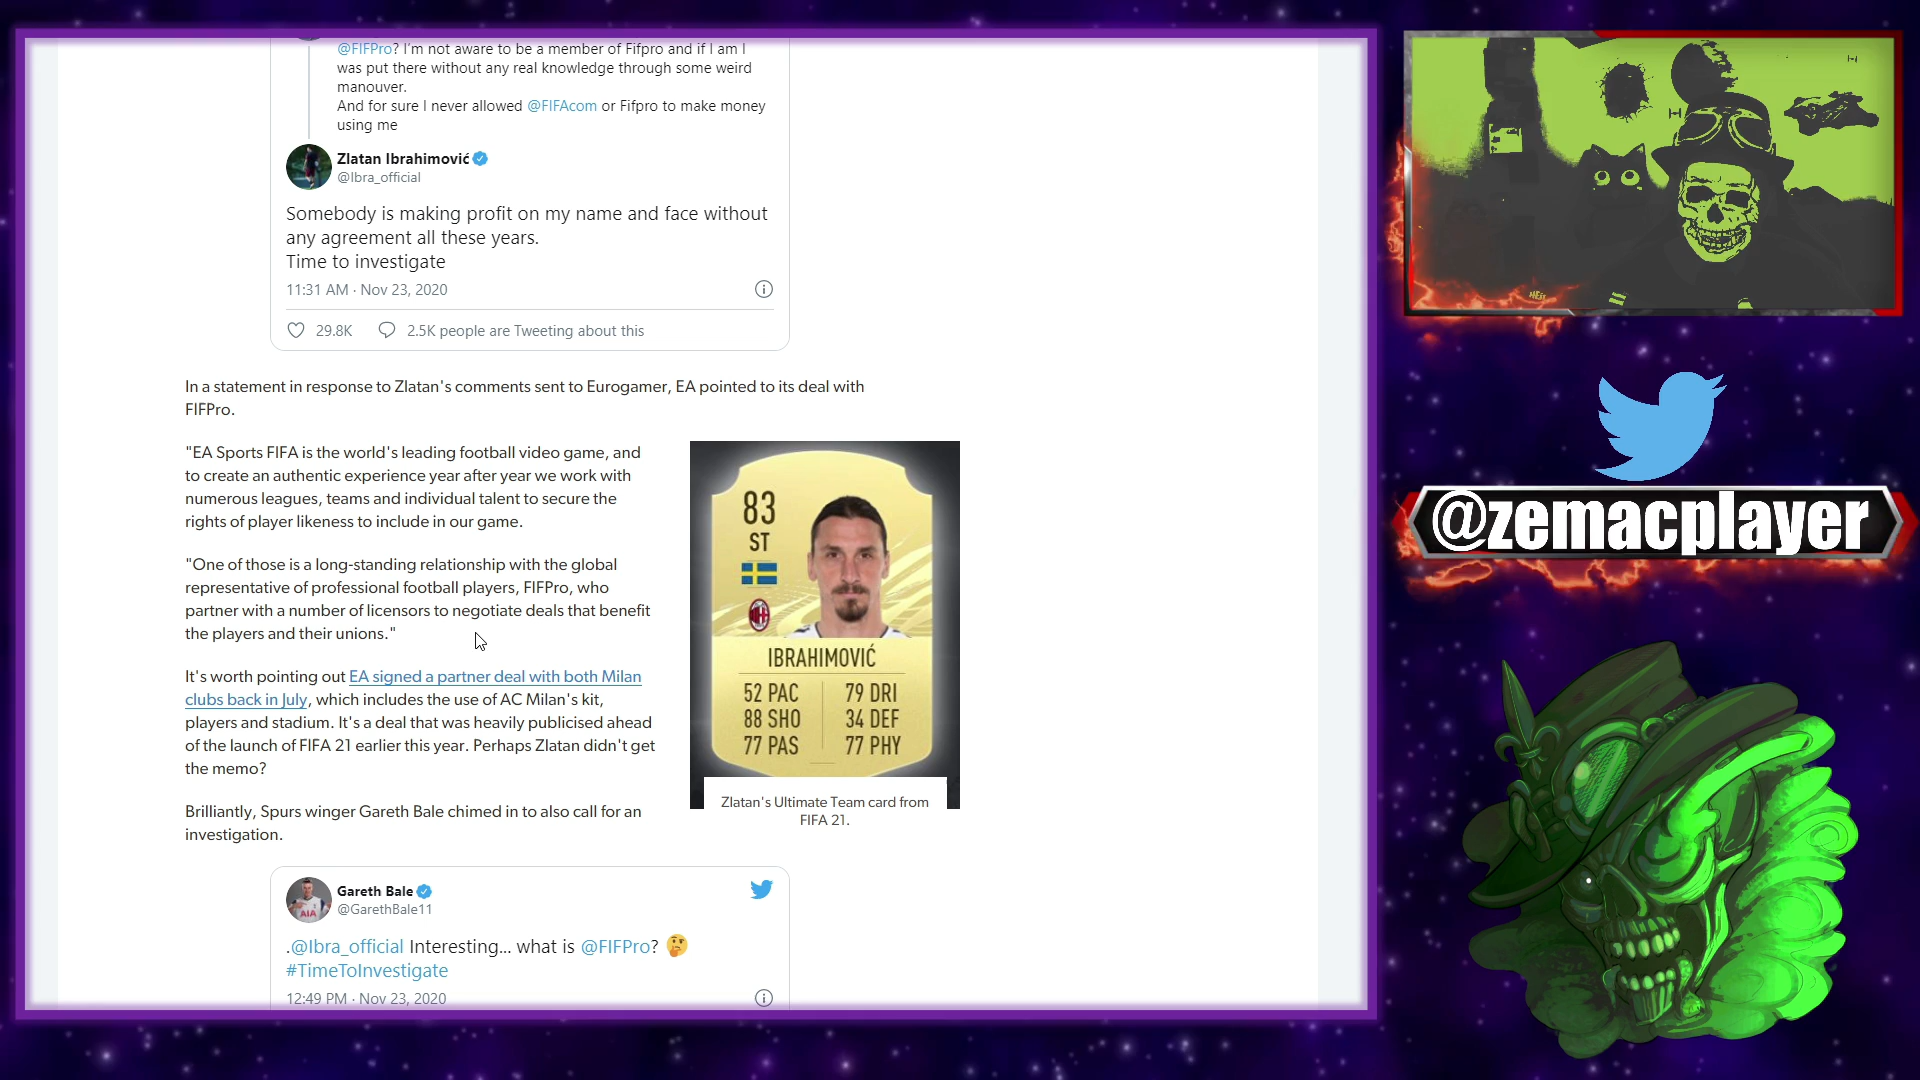 @FIFPro? I'm not aware to be a member of Fifpro and if I am I
was put there without any real knowledge through some weird
manouver.
And for sure I never allowed @FIFAcom or Fifpro to make money
using me
Zlatan Ibrahimović
@Ibra_official
Somebody is making profit on my name and face without
any agreement all these years.
Time to investigate
11:31 AM · Nov 23, 2020
29.8K 2.5K people are Tweeting about this
In a statement in response to Zlatan's comments sent to Eurogamer, EA pointed to its deal with
FIFPro.
"EA Sports FIFA is the world's leading football video game, and
to create an authentic experience year after year we work with
numerous leagues, teams and individual talent to secure the
rights of player likeness to include in our game.
"One of those is a long-standing relationship with the global
representative of professional football players, FIFPro, who
partner with a number of licensors to negotiate deals that benefit
the players and their unions."
It's worth pointing out EA signed a partner deal with both Milan
clubs back in July, which includes the use of AC Milan's kit,
players and stadium. It's a deal that was heavily publicised ahead
of the launch of FIFA 21 earlier this year. Perhaps Zlatan didn't get
the memo?
Brilliantly, Spurs winger Gareth Bale chimed in to also call for an
investigation.
83
ST
IBRAHIMOVIĆ
52 PAC 79 DRI
88 SHO 34 DEF
77 PAS 77 PHY
Zlatan's Ultimate Team card from
FIFA 21.
Gareth Bale
@GarethBale11
AIA
.@Ibra_official Interesting... what is @FIFPro? 🤔
#TimeToInvestigate
12:49 PM · Nov 23, 2020
@zemacplayer